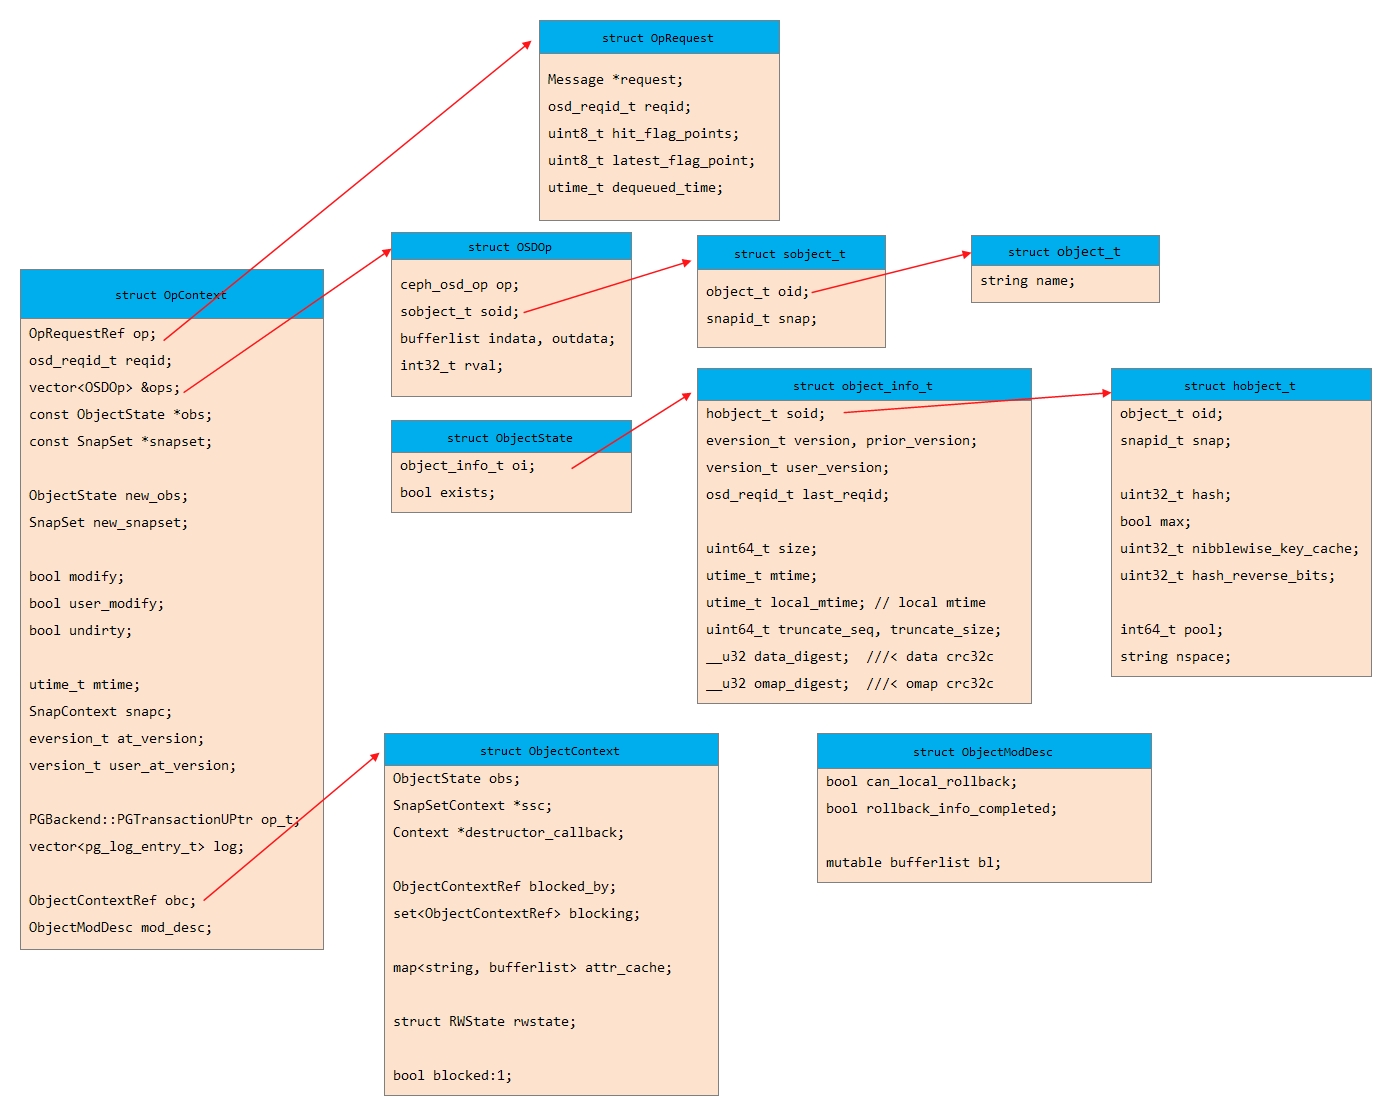 struct OpRequest
Message *request;
osd_reqid_t reqid;
uint8_t hit_flag_points;
uint8_t latest_flag_point;
utime_t dequeued_time;
struct OpContext
OpRequestRef op;
osd_reqid_t reqid;
vector<OSDOp> &ops;
const ObjectState *obs;
const SnapSet *snapset;
ObjectState new_obs;
SnapSet new_snapset;
bool modify;
bool user_modify;
bool undirty;
utime_t mtime;
SnapContext snapc;
eversion_t at_version;
version_t user_at_version;
PGBackend::PGTransactionUPtr op_t;
vector<pg_log_entry_t> log;
ObjectContextRef obc;
ObjectModDesc mod_desc;
struct OSDOp
ceph_osd_op op;
sobject_t soid;
bufferlist indata, outdata;
int32_t rval;
struct sobject_t
object_t oid;
snapid_t snap;
struct object_t
string name;
struct ObjectState
object_info_t oi;
bool exists;
struct object_info_t
hobject_t soid;
eversion_t version, prior_version;
version_t user_version;
osd_reqid_t last_reqid;
uint64_t size;
utime_t mtime;
utime_t local_mtime; // local mtime
uint64_t truncate_seq, truncate_size;
__u32 data_digest;  ///< data crc32c
__u32 omap_digest;  ///< omap crc32c
struct hobject_t
object_t oid;
snapid_t snap;
uint32_t hash;
bool max;
uint32_t nibblewise_key_cache;
uint32_t hash_reverse_bits;
int64_t pool;
string nspace;
struct ObjectContext
ObjectState obs;
SnapSetContext *ssc;
Context *destructor_callback;
ObjectContextRef blocked_by;
set<ObjectContextRef> blocking;
map<string, bufferlist> attr_cache;
struct RWState rwstate;
bool blocked:1;
struct ObjectModDesc
bool can_local_rollback;
bool rollback_info_completed;
mutable bufferlist bl;